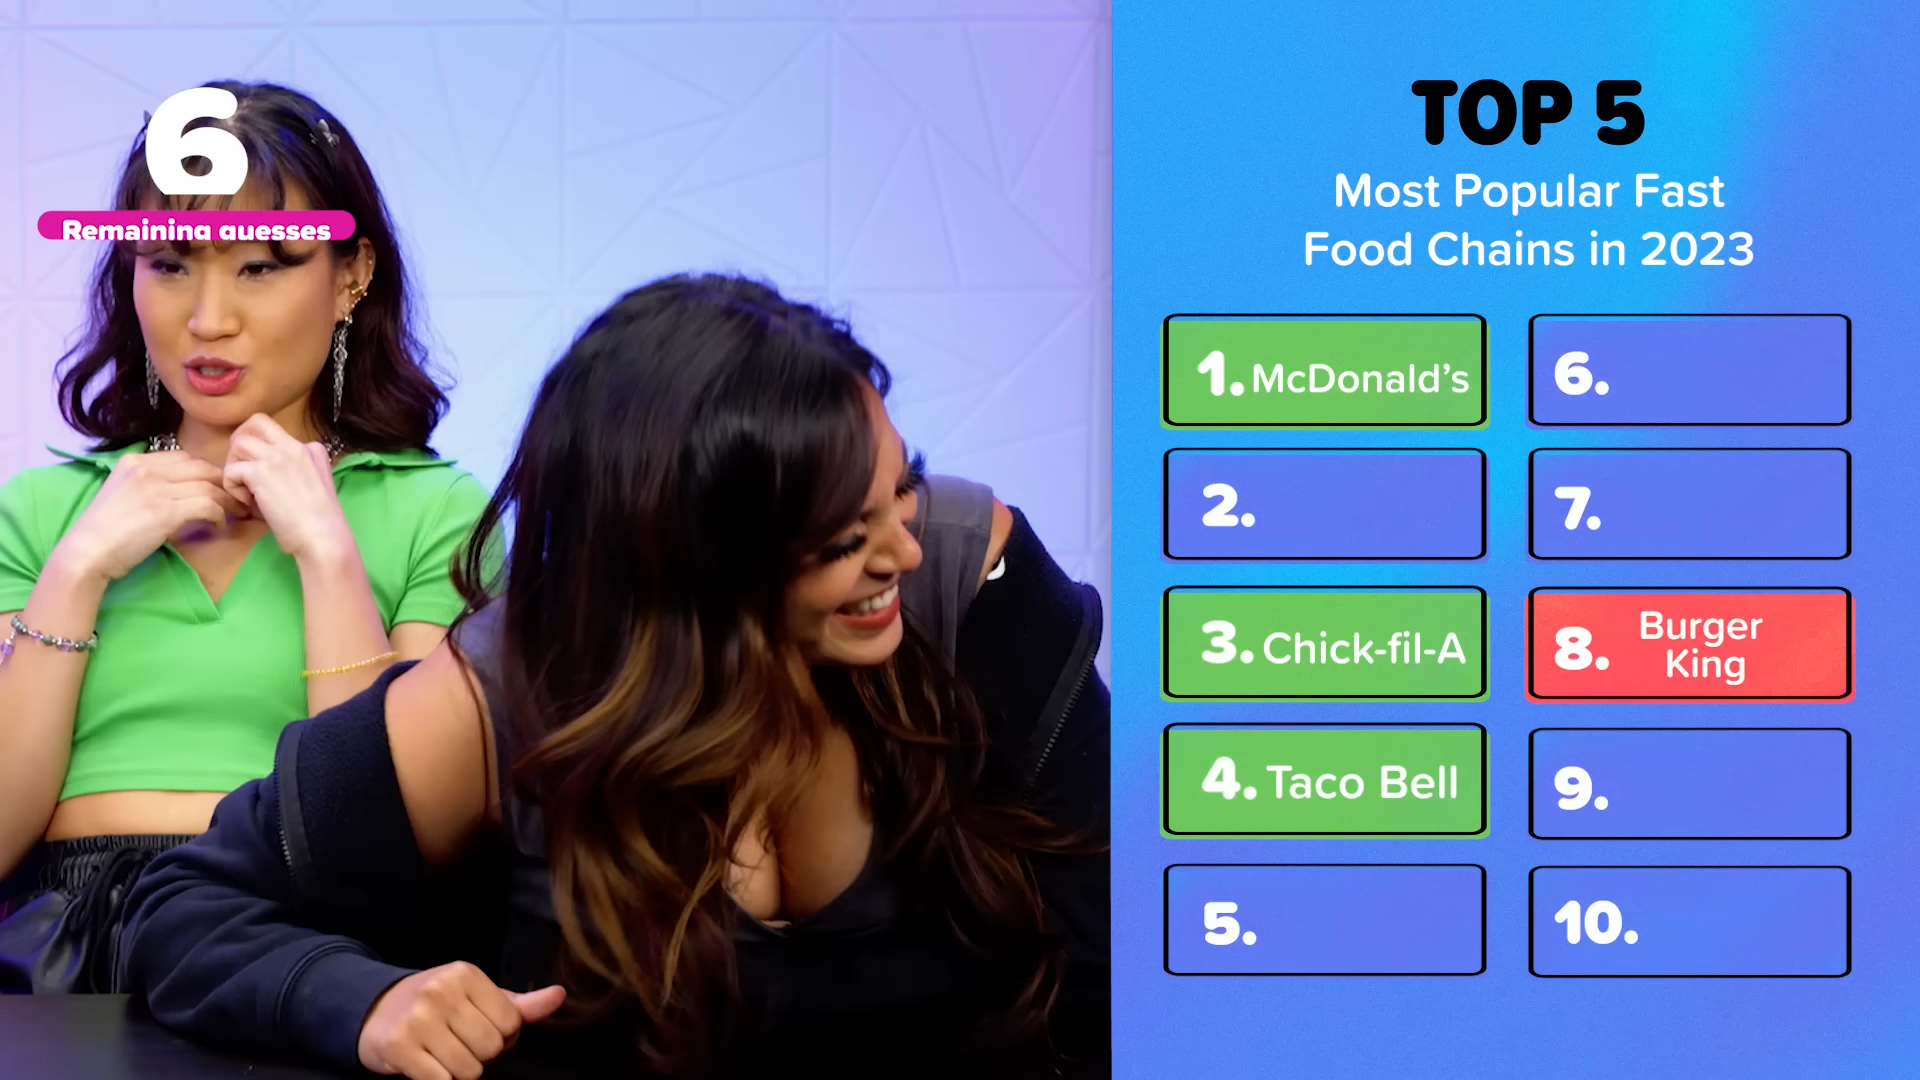 6
Remaining guesses
TOP 5
Most Popular Fast
Food Chains in 2023
1. McDonald's
2.
3. Chick-fil-A
4. Taco Bell
5.
6.
7.
8. Burger
King
9.
10.